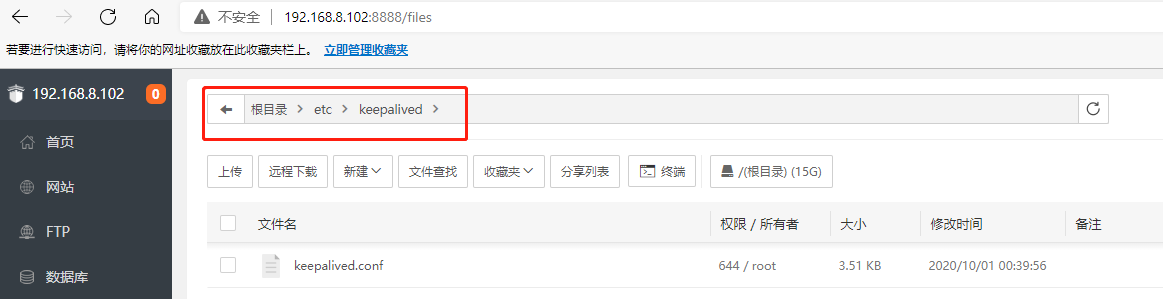 不安全 192.168.8.102:8888/files
若要进行快速访问，请将你的网址收藏放在此收藏夹栏上。 立即管理收藏夹
192.168.8.102 0
根目录 etc keepalived
首页
上传 远程下载 新建 文件查找 收藏夹 分享列表 终端 /(根目录) (15G)
网站
文件名 权限 / 所有者 大小 修改时间 备注
FTP
keepalived.conf 644 / root 3.51 KB 2020/10/01 00:39:56
数据库